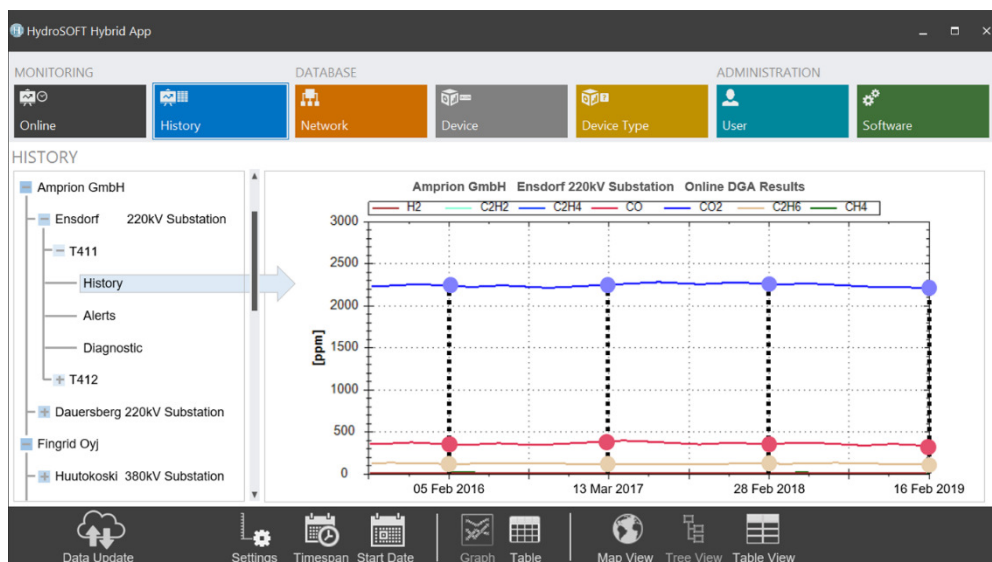 HydroSOFT Hybrid App
MONITORING DATABASE ADMINISTRATION
Online History Network Device Device Type User Software
HISTORY
Amprion GmbH
Ensdorf 220kV Substation
T411
History
Alerts
Diagnostic
T412
Dauersberg 220kV Substation
Fingrid Oyj
Huutokoski 380kV Substation
Amprion GmbH Ensdorf 220kV Substation Online DGA Results
H2 C2H2 C2H4 CO CO2 C2H6 CH4
3000
2500
2000
1500
1000
500
0
[ppm]
05 Feb 2016 13 Mar 2017 28 Feb 2018 16 Feb 2019
Data Update Settings Timespan Start Date Graph Table Map View Tree View Table View